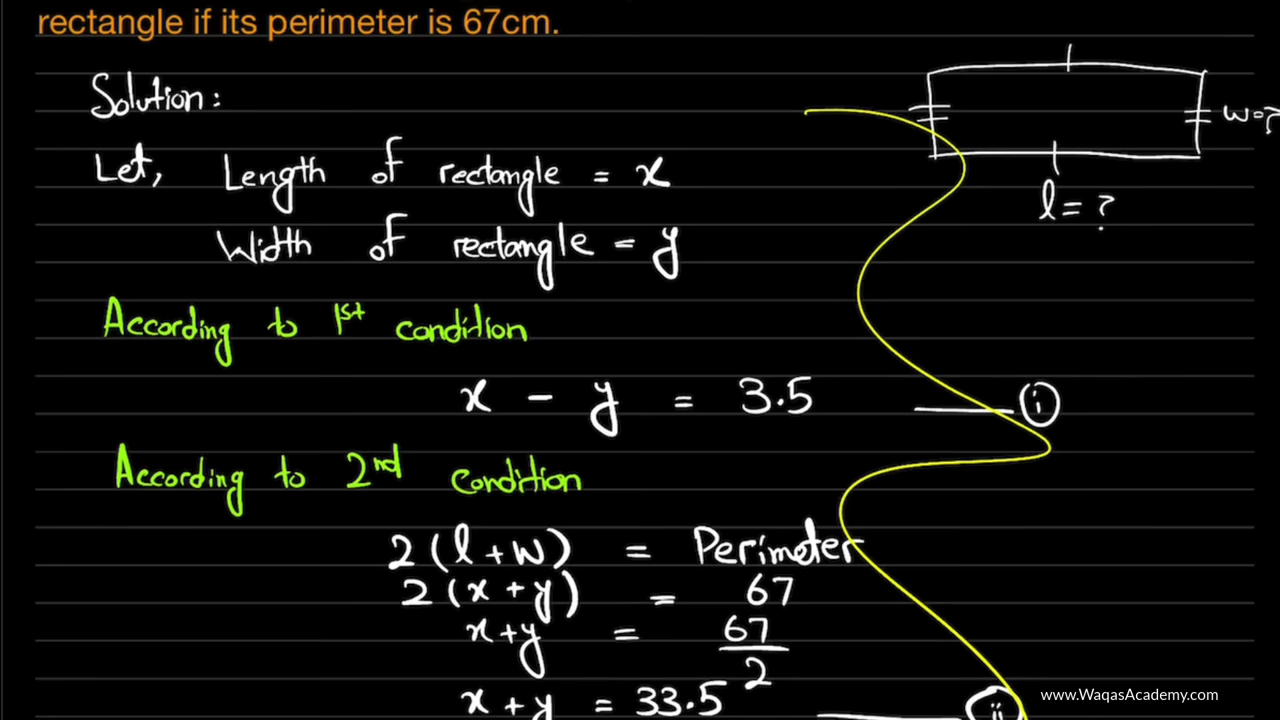 rectangle if its perimeter is 67cm.
Solution:
w=?
Let, Length of rectangle = x
l = ?
Width of rectangle = y
According to 1st condition
x - y = 3.5 — i
According to 2nd Condition
2(l+w) = Perimeter
2(x+y) = 67
x+y = 67/2
x+y = 33.5 — ii
www.WaqasAcademy.com